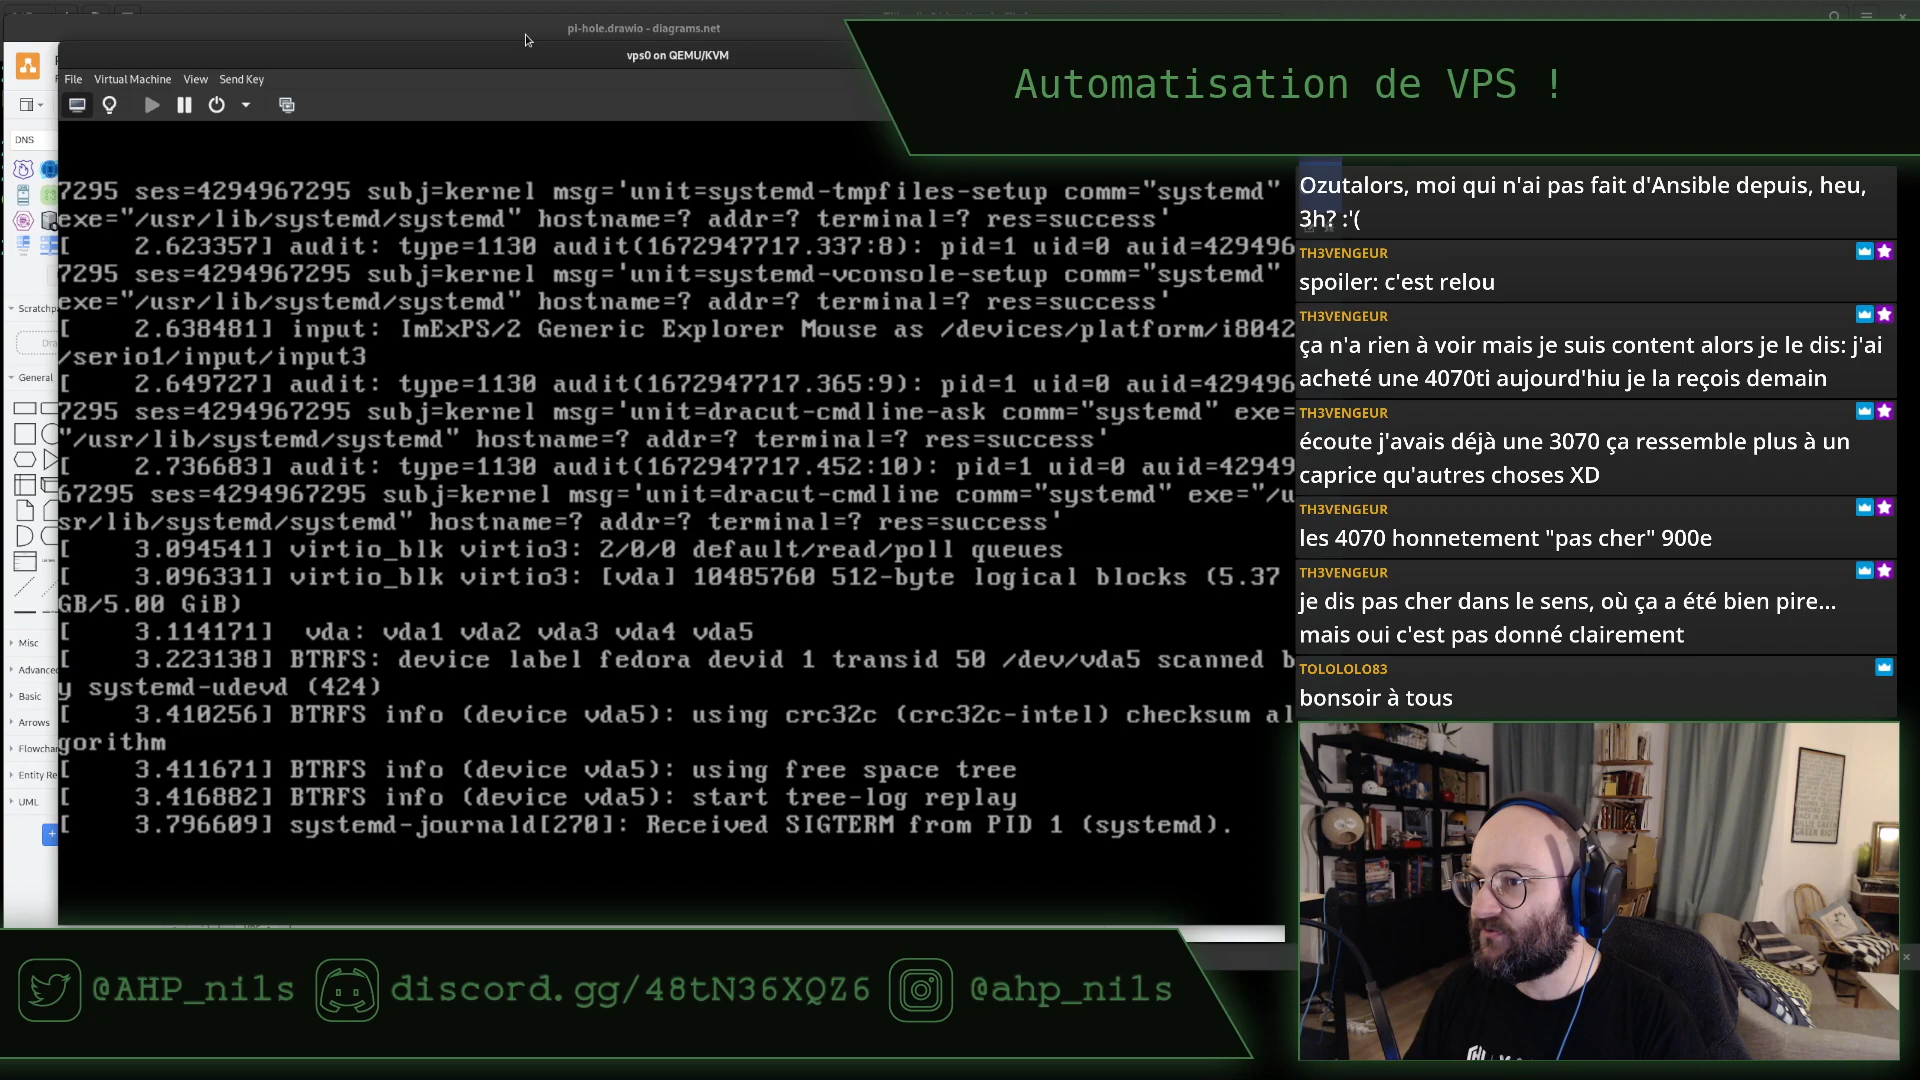 pi-hole.drawio - diagrams.net
vps0 on QEMU/KVM
File Virtual Machine View Send Key
Automatisation de VPS !
DNS
Scratchpa
Dra
General
Misc
Advanced
Basic
Arrows
Flowchar
Entity Re
UML
7295 ses=4294967295 subj=kernel msg='unit=systemd-tmpfiles-setup comm="systemd"
exe="/usr/lib/systemd/systemd" hostname=? addr=? terminal=? res=success'
[ 2.623357] audit: type=1130 audit(1672947717.337:8): pid=1 uid=0 auid=429496
7295 ses=4294967295 subj=kernel msg='unit=systemd-vconsole-setup comm="systemd"
exe="/usr/lib/systemd/systemd" hostname=? addr=? terminal=? res=success'
[ 2.638481] input: ImExPS/2 Generic Explorer Mouse as /devices/platform/i8042
/serio1/input/input3
[ 2.649727] audit: type=1130 audit(1672947717.365:9): pid=1 uid=0 auid=429496
7295 ses=4294967295 subj=kernel msg='unit=dracut-cmdline-ask comm="systemd" exe=
"/usr/lib/systemd/systemd" hostname=? addr=? terminal=? res=success'
[ 2.736683] audit: type=1130 audit(1672947717.452:10): pid=1 uid=0 auid=42949
67295 ses=4294967295 subj=kernel msg='unit=dracut-cmdline comm="systemd" exe="/u
sr/lib/systemd/systemd" hostname=? addr=? terminal=? res=success'
[ 3.094541] virtio_blk virtio3: 2/0/0 default/read/poll queues
[ 3.096331] virtio_blk virtio3: [vda] 10485760 512-byte logical blocks (5.37
GB/5.00 GiB)
[ 3.114171] vda: vda1 vda2 vda3 vda4 vda5
[ 3.223138] BTRFS: device label fedora devid 1 transid 50 /dev/vda5 scanned b
y systemd-udevd (424)
[ 3.410256] BTRFS info (device vda5): using crc32c (crc32c-intel) checksum al
gorithm
[ 3.411671] BTRFS info (device vda5): using free space tree
[ 3.416882] BTRFS info (device vda5): start tree-log replay
[ 3.796609] systemd-journald[270]: Received SIGTERM from PID 1 (systemd).
Ozutalors, moi qui n'ai pas fait d'Ansible depuis, heu,
3h? :'(
TH3VENGEUR
spoiler: c'est relou
TH3VENGEUR
ça n'a rien à voir mais je suis content alors je le dis: j'ai
acheté une 4070ti aujourd'hiu je la reçois demain
TH3VENGEUR
écoute j'avais déjà une 3070 ça ressemble plus à un
caprice qu'autres choses XD
TH3VENGEUR
les 4070 honnetement "pas cher" 900e
TH3VENGEUR
je dis pas cher dans le sens, où ça a été bien pire...
mais oui c'est pas donné clairement
TOLOLOLO83
bonsoir à tous
@AHP_nils discord.gg/48tN36XQZ6 @ahp_nils